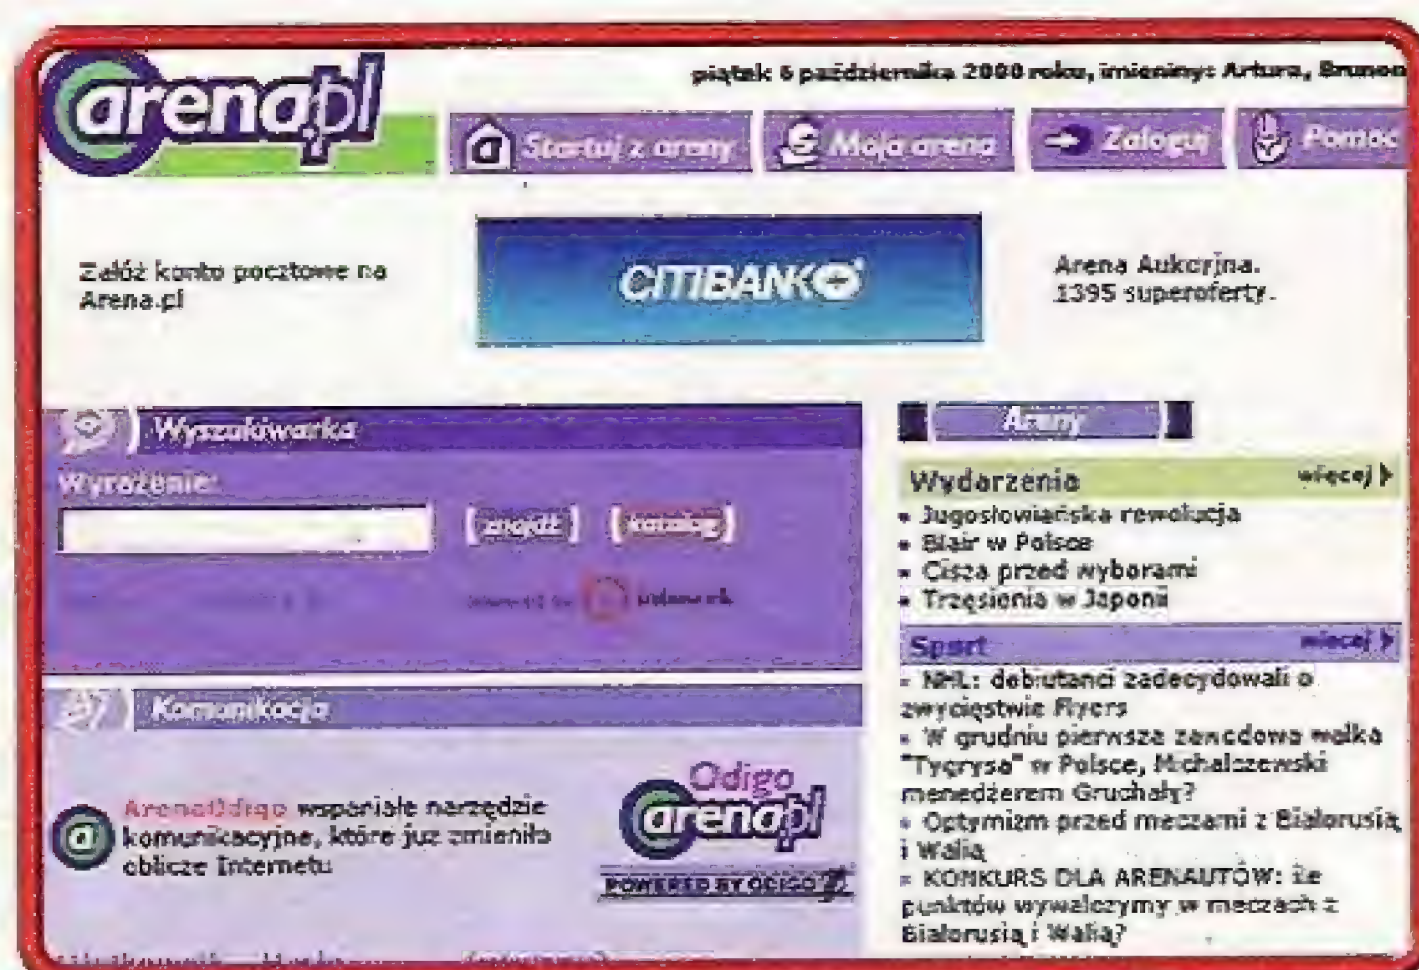 arena.pl
piątek 6 października 2000 roku, imieniny: Artura, Brunon
Startuj z areny
Moja arena
Zaloguj
Pomoc
Załóż konto pocztowe na
Arena.pl
CITIBANK
Arena Aukcyjna.
1395 superoferty.
Wyszukiwarka
Wyrażenie:
znajdź
katalog
Komunikacja
ArenaOdigo wspaniałe narzędzie
komunikacyjne, które już zmieniło
oblicze Internetu
Odigo
arena.pl
POWERED BY ODIGO
Areny
Wydarzenia więcej
Jugosłowiańska rewolucja
Blair w Polsce
Cisza przed wyborami
Trzęsienia w Japonii
Sport więcej
NHL: debiutanci zadecydowali o
zwycięstwie Flyers
W grudniu pierwsza zawodowa walka
"Tygrysa" w Polsce, Michalczewski
menedżerem Gruchały?
Optymizm przed meczami z Białorusią
i Walią
KONKURS DLA ARENAUTÓW: ile
punktów wywalczymy w meczach z
Białorusią i Walią?